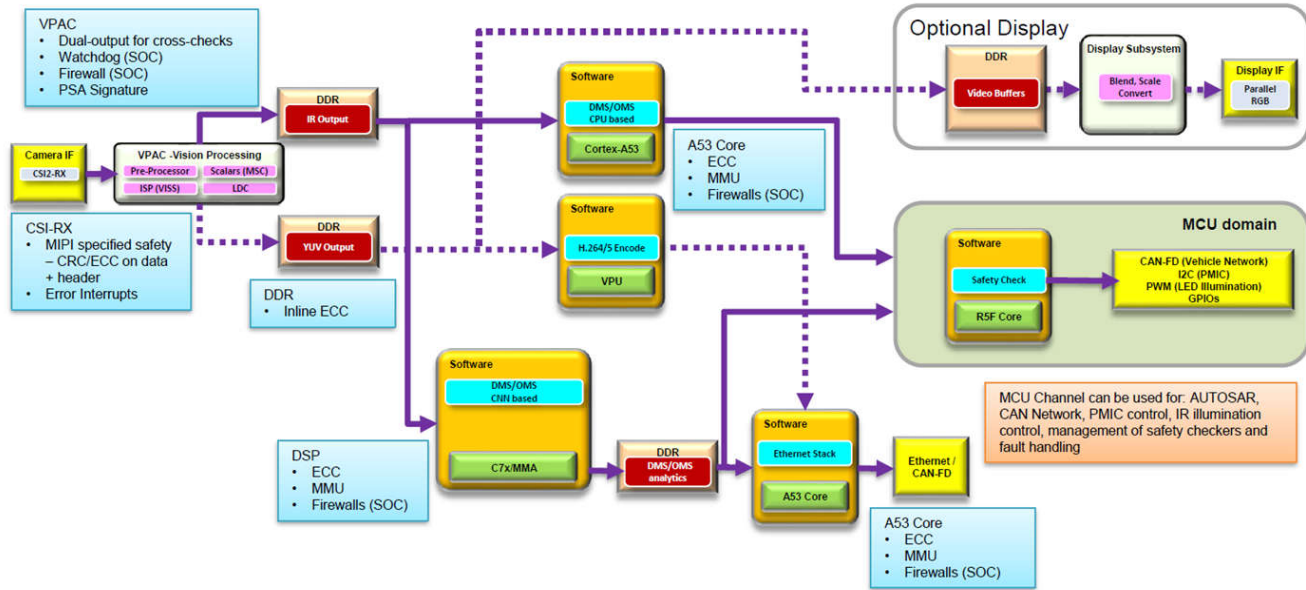 VPAC
• Dual-output for cross-checks
• Watchdog (SOC)
• Firewall (SOC)
• PSA Signature
Camera IF
CSI2-RX
VPAC -Vision Processing
Pre-Processor
Scalars (MSC)
ISP (VISS)
LDC
CSI-RX
• MIPI specified safety
– CRC/ECC on data
+ header
• Error Interrupts
DDR
IR Output
DDR
YUV Output
DDR
• Inline ECC
Software
DMS/OMS
CPU based
Cortex-A53
A53 Core
• ECC
• MMU
• Firewalls (SOC)
Software
H.264/5 Encode
VPU
Optional Display
DDR
Video Buffers
Display Subsystem
Blend, Scale
Convert
Display IF
Parallel
RGB
MCU domain
Software
Safety Check
R5F Core
CAN-FD (Vehicle Network)
I2C (PMIC)
PWM (LED Illumination)
GPIOs
MCU Channel can be used for: AUTOSAR,
CAN Network, PMIC control, IR illumination
control, management of safety checkers and
fault handling
Software
DMS/OMS
CNN based
C7x/MMA
DSP
• ECC
• MMU
• Firewalls (SOC)
DDR
DMS/OMS
analytics
Software
Ethernet Stack
A53 Core
Ethernet /
CAN-FD
A53 Core
• ECC
• MMU
• Firewalls (SOC)